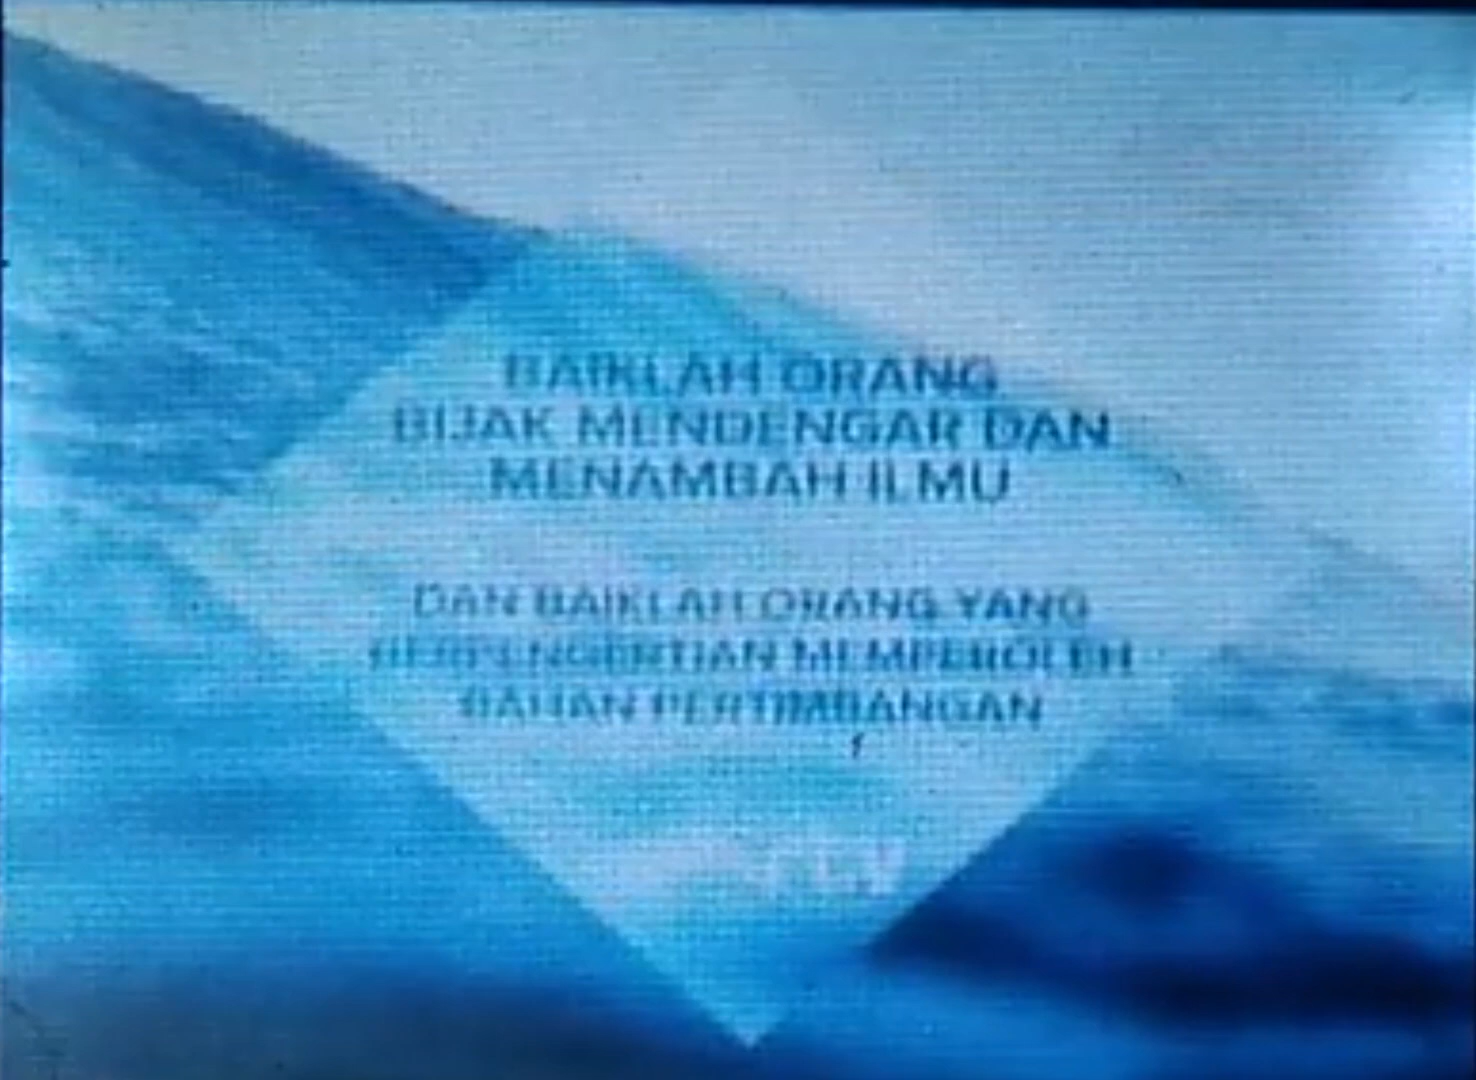 BAIKLAH ORANG
BIJAK MENDENGAR DAN
MENAMBAH ILMU
DAN BAIKLAH ORANG YANG
BERPENGERTIAN MEMPEROLEH
BAHAN PERTIMBANGAN